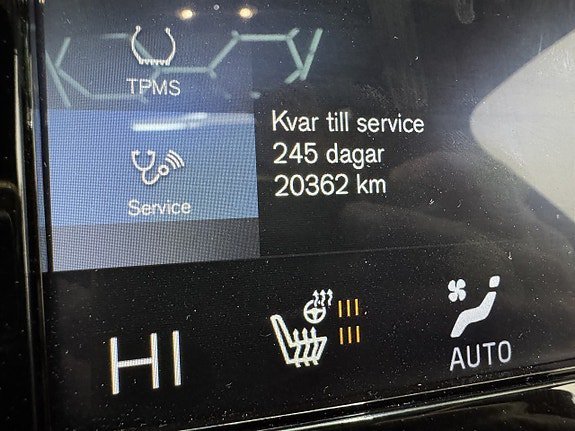 TPMS
Kvar till service
245 dagar
20362 km
Service
HI
AUTO